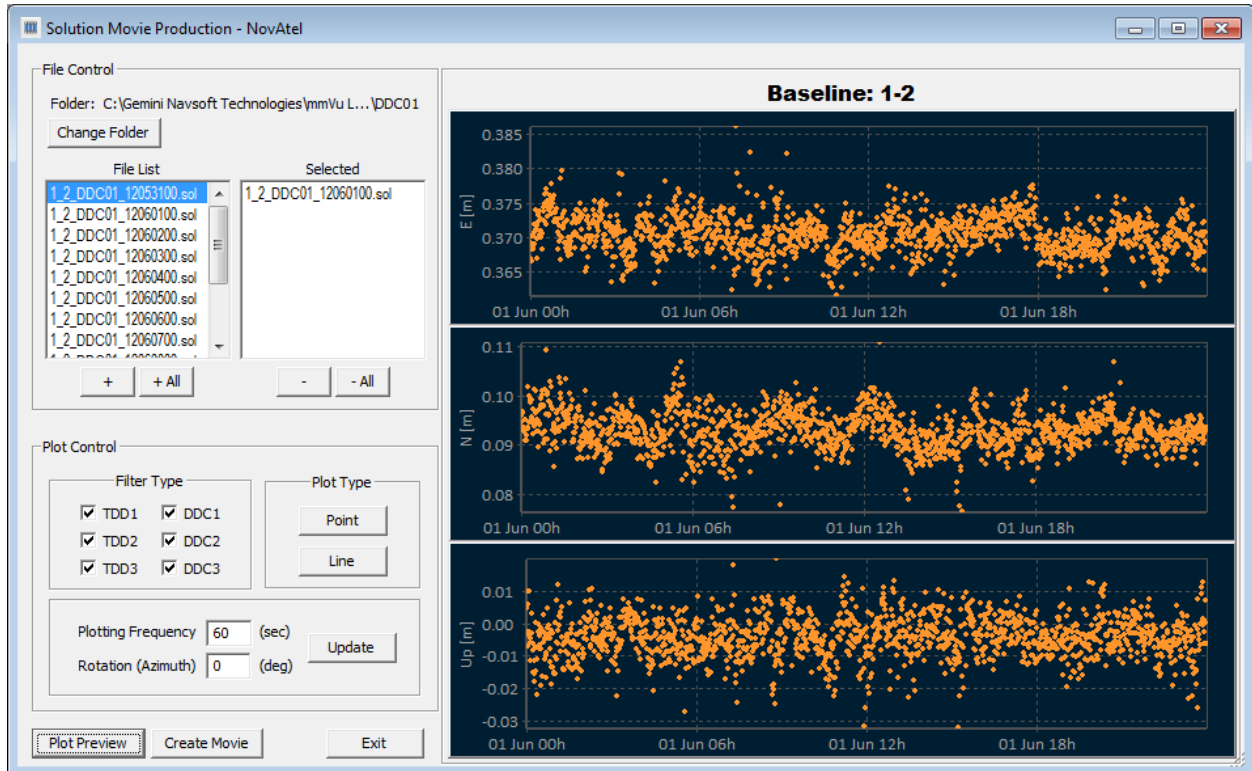 Solution Movie Production - NovAtel
File Control
Folder: C:\Gemini Navsoft Technologies\mmVu L...\DDC01
Change Folder
File List
Selected
1_2_DDC01_12053100.sol
1_2_DDC01_12060100.sol
1_2_DDC01_12060200.sol
1_2_DDC01_12060300.sol
1_2_DDC01_12060400.sol
1_2_DDC01_12060500.sol
1_2_DDC01_12060600.sol
1_2_DDC01_12060700.sol
1_2_DDC01_12060100.sol
+
+ All
-
- All
Plot Control
Filter Type
TDD1 DDC1
TDD2 DDC2
TDD3 DDC3
Plot Type
Point
Line
Plotting Frequency 60 (sec)
Rotation (Azimuth) 0 (deg)
Update
Plot Preview
Create Movie
Exit
Baseline: 1-2
E [m]
0.385
0.380
0.375
0.370
0.365
01 Jun 00h 01 Jun 06h 01 Jun 12h 01 Jun 18h
N [m]
0.11
0.10
0.09
0.08
01 Jun 00h 01 Jun 06h 01 Jun 12h 01 Jun 18h
Up [m]
0.01
0.00
-0.01
-0.02
-0.03
01 Jun 00h 01 Jun 06h 01 Jun 12h 01 Jun 18h